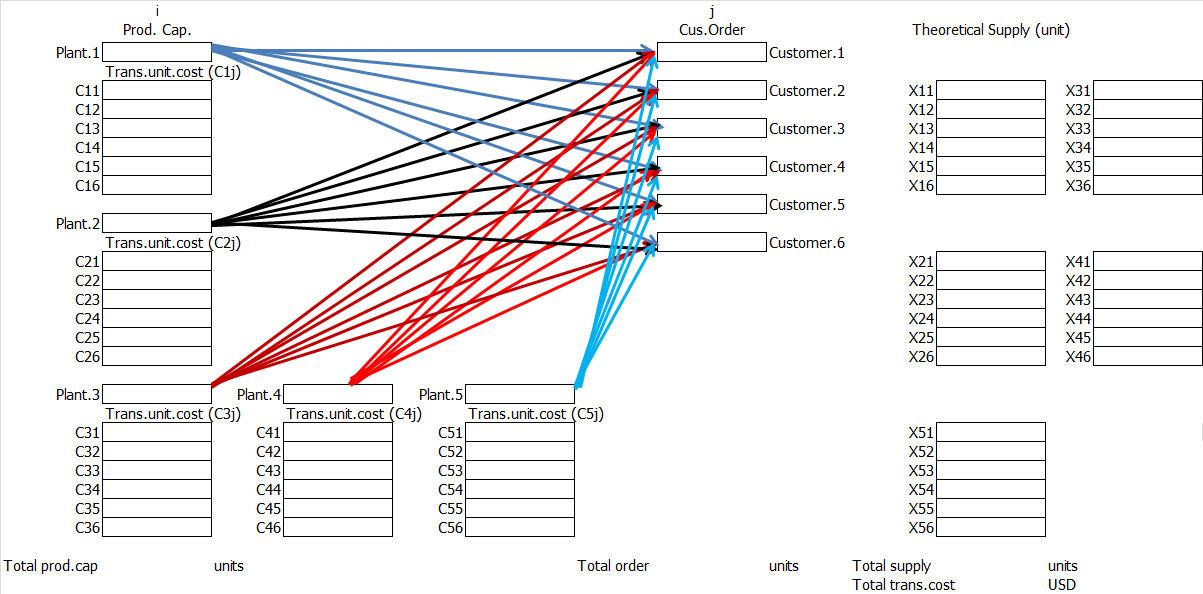 i j
Prod. Cap. Cus.Order Theoretical Supply (unit)
Plant.1 Customer.1
Trans.unit.cost (C1j)
C11 Customer.2 X11 X31
C12 X12 X32
C13 Customer.3 X13 X33
C14 X14 X34
C15 Customer.4 X15 X35
C16 X16 X36
Customer.5
Plant.2
Trans.unit.cost (C2j) Customer.6
C21 X21 X41
C22 X22 X42
C23 X23 X43
C24 X24 X44
C25 X25 X45
C26 X26 X46
Plant.3 Plant.4 Plant.5
Trans.unit.cost (C3j) Trans.unit.cost (C4j) Trans.unit.cost (C5j)
C31 C41 C51 X51
C32 C42 C52 X52
C33 C43 C53 X53
C34 C44 C54 X54
C35 C45 C55 X55
C36 C46 C56 X56
Total prod.cap units Total order units Total supply units
Total trans.cost USD